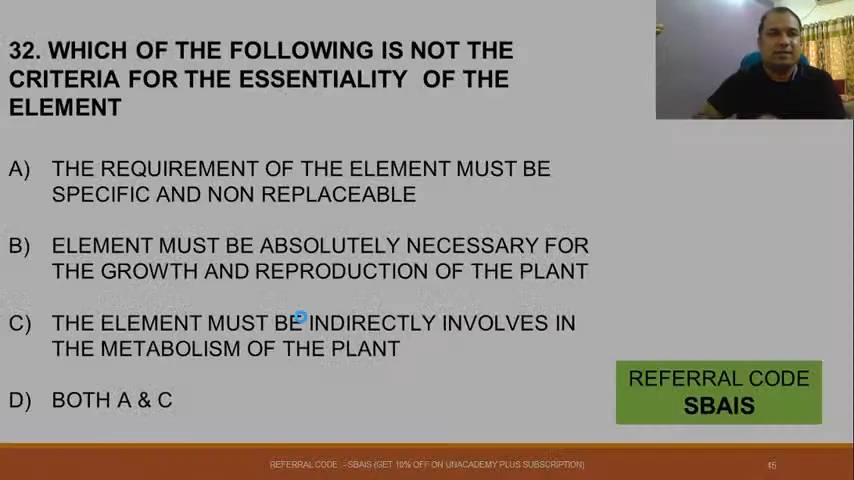 32. WHICH OF THE FOLLOWING IS NOT THE
CRITERIA FOR THE ESSENTIALITY OF THE
ELEMENT
A) THE REQUIREMENT OF THE ELEMENT MUST BE
SPECIFIC AND NON REPLACEABLE
B) ELEMENT MUST BE ABSOLUTELY NECESSARY FOR
THE GROWTH AND REPRODUCTION OF THE PLANT
C) THE ELEMENT MUST BE INDIRECTLY INVOLVES IN
THE METABOLISM OF THE PLANT
D) BOTH A & C
REFERRAL CODE
SBAIS
REFERRAL CODE - SBAIS (GET 10% OFF ON UNACADEMY PLUS SUBSCRIPTION)
45